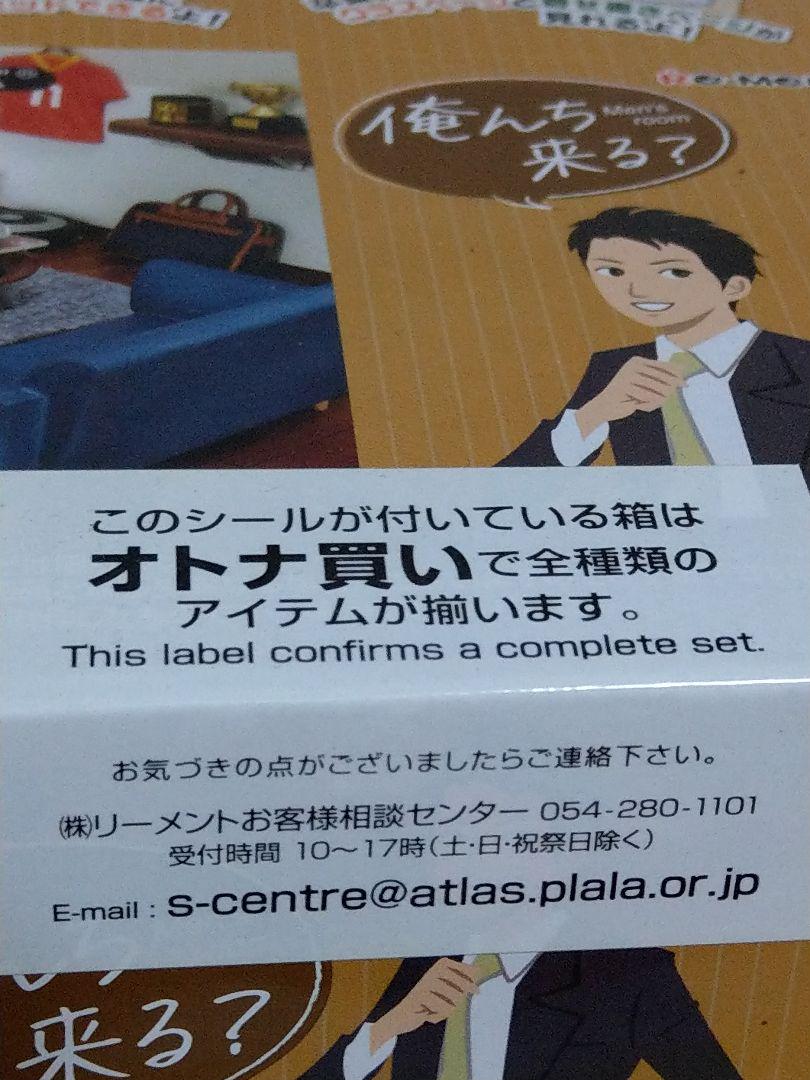 11
俺んち
Men's
room
来る?
見れるよ!
このシールが付いている箱は
オトナ買いで全種類の
アイテムが揃います。
This label confirms a complete set.
お気づきの点がございましたらご連絡下さい。
㈱リーメントお客様相談センター 054-280-1101
受付時間 10〜17時(土・日・祝祭日除く)
E-mail : s-centre@atlas.plala.or.jp
来る?